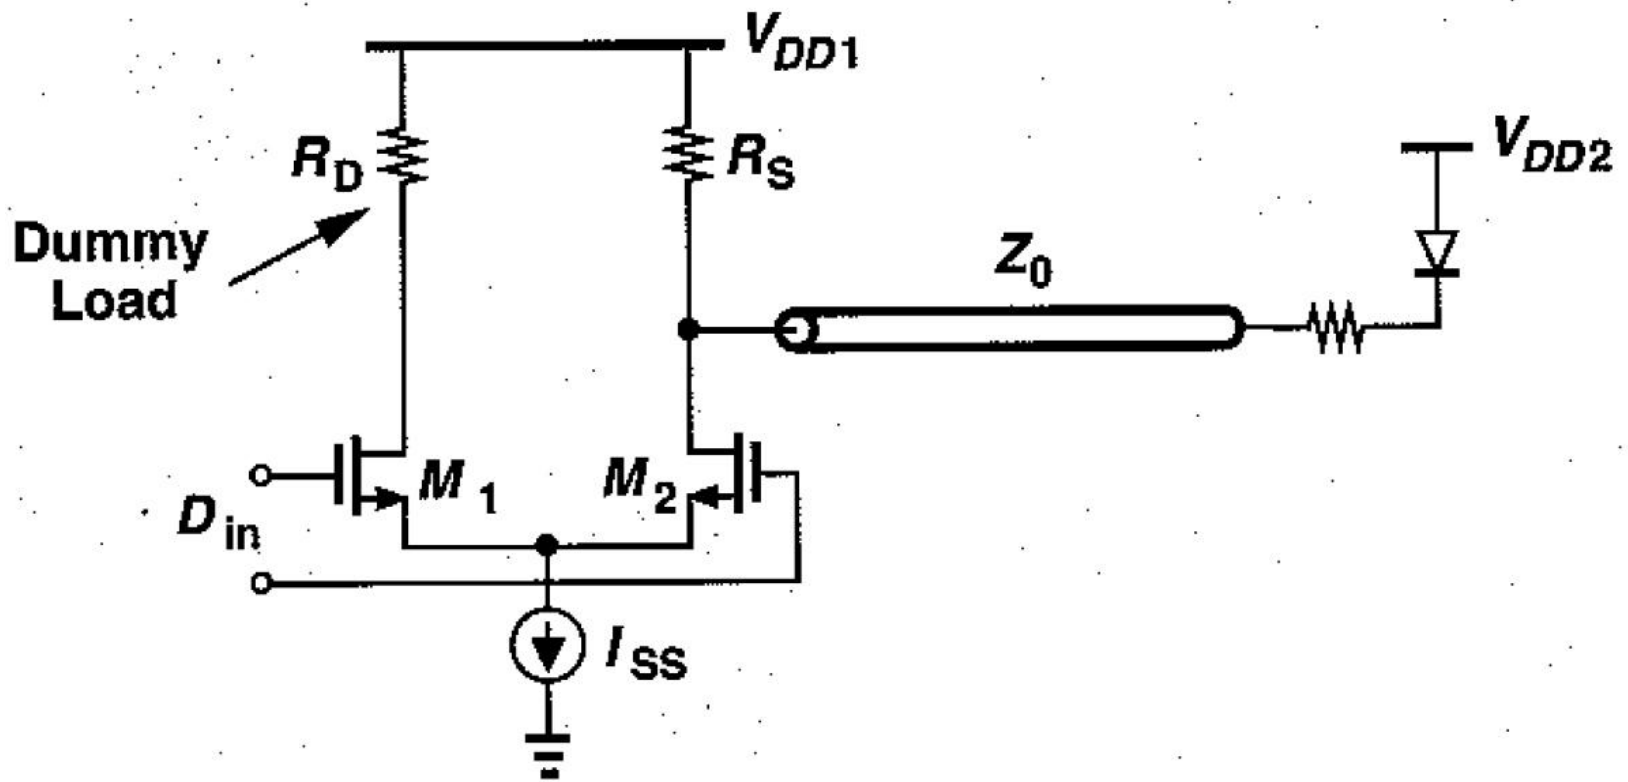 V_DD1
R_D
R_S
V_DD2
Dummy
Load
Z_0
M_1
M_2
D_in
I_SS